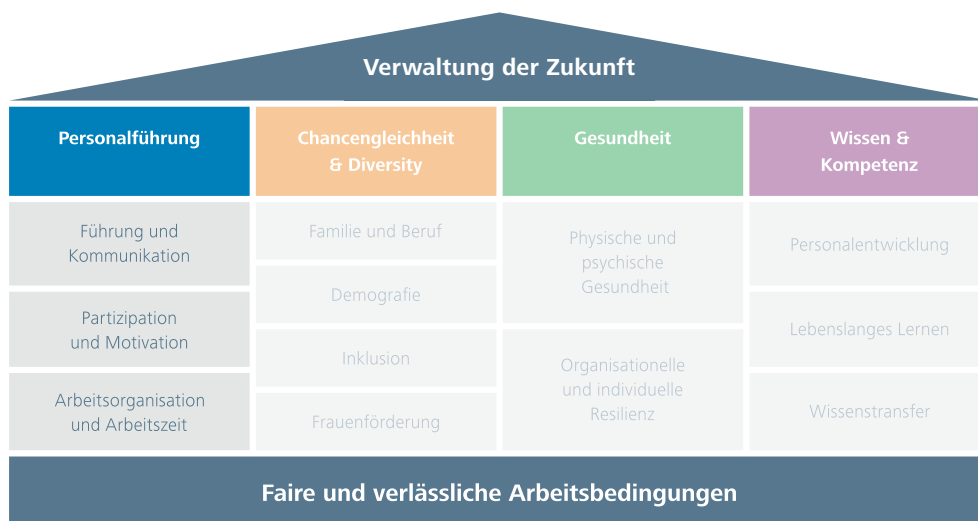 Verwaltung der Zukunft
Personalführung
Führung und
Kommunikation
Partizipation
und Motivation
Arbeitsorganisation
und Arbeitszeit
Chancengleichheit
& Diversity
Familie und Beruf
Demografie
Inklusion
Frauenförderung
Gesundheit
Physische und
psychische
Gesundheit
Organisationelle
und individuelle
Resilienz
Wissen &
Kompetenz
Personalentwicklung
Lebenslanges Lernen
Wissenstransfer
Faire und verlässliche Arbeitsbedingungen